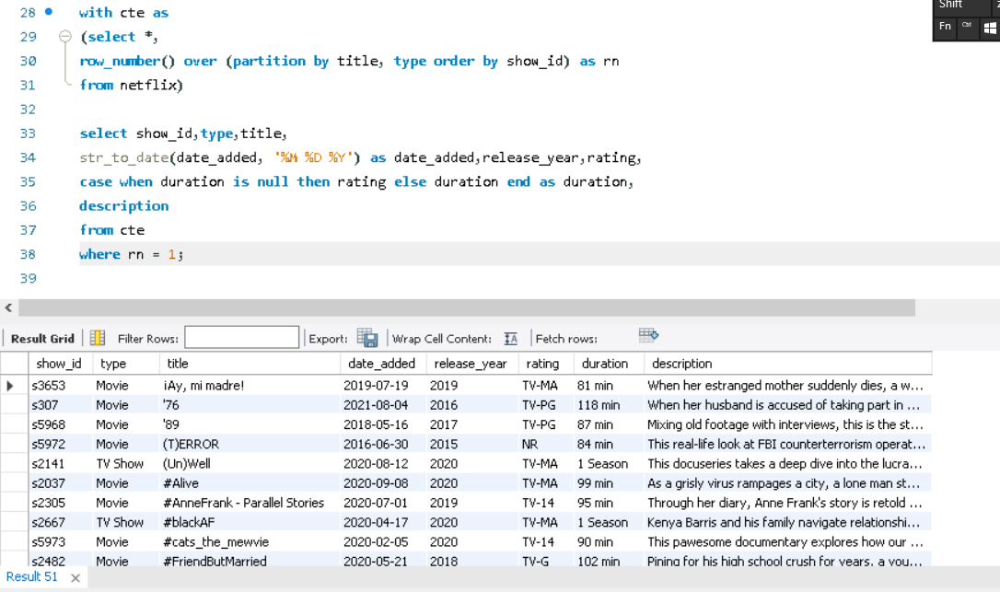 Shift
Fn Ctrl
28 with cte as
29 (select *,
30 row_number() over (partition by title, type order by show_id) as rn
31 from netflix)
32
33 select show_id,type,title,
34 str_to_date(date_added, '%M %D %Y') as date_added,release_year,rating,
35 case when duration is null then rating else duration end as duration,
36 description
37 from cte
38 where rn = 1;
39
Result Grid Filter Rows: Export: Wrap Cell Content: Fetch rows:
show_id type title date_added release_year rating duration description
s3653 Movie ¡Ay, mi madre! 2019-07-19 2019 TV-MA 81 min When her estranged mother suddenly dies, a w...
s307 Movie '76 2021-08-04 2016 TV-PG 118 min When her husband is accused of taking part in ...
s5968 Movie '89 2018-05-16 2017 TV-PG 87 min Mixing old footage with interviews, this is the st...
s5972 Movie (T)ERROR 2016-06-30 2015 NR 84 min This real-life look at FBI counterterrorism operat...
s2141 TV Show (Un)Well 2020-08-12 2020 TV-MA 1 Season This docuseries takes a deep dive into the lucra...
s2037 Movie #Alive 2020-09-08 2020 TV-MA 99 min As a grisly virus rampages a city, a lone man st...
s2305 Movie #AnneFrank - Parallel Stories 2020-07-01 2019 TV-14 95 min Through her diary, Anne Frank's story is retold ...
s2667 TV Show #blackAF 2020-04-17 2020 TV-MA 1 Season Kenya Barris and his family navigate relationshi...
s5973 Movie #cats_the_mewvie 2020-02-05 2020 TV-14 90 min This pawesome documentary explores how our ...
s2482 Movie #FriendButMarried 2020-05-21 2018 TV-G 102 min Pining for his high school crush for years, a you...
Result 51